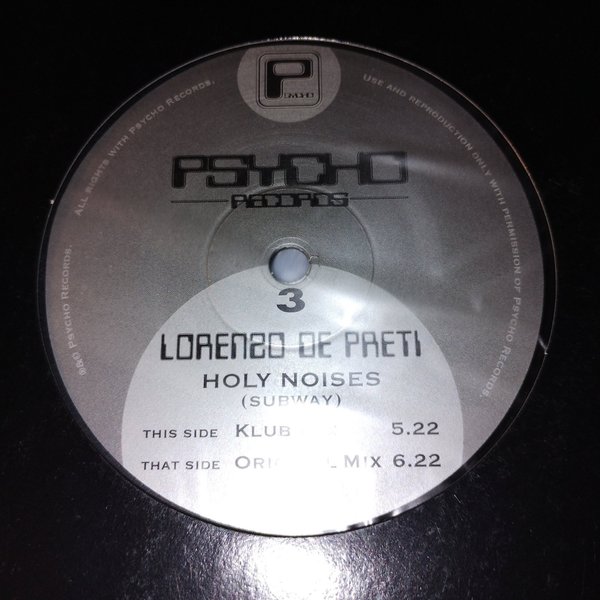 P
PSYCHO
ALL RIGHTS WITH PSYCHO RECORDS.
USE AND REPRODUCTION ONLY WITH PERMISSION OF PSYCHO RECORDS.
℗&© PSYCHO RECORDS.
PSYCHO
RECORDS
3
LORENZO DE PRETI
HOLY NOISES
(SUBWAY)
THIS SIDE KLUB 5.22
THAT SIDE MIX 6.22